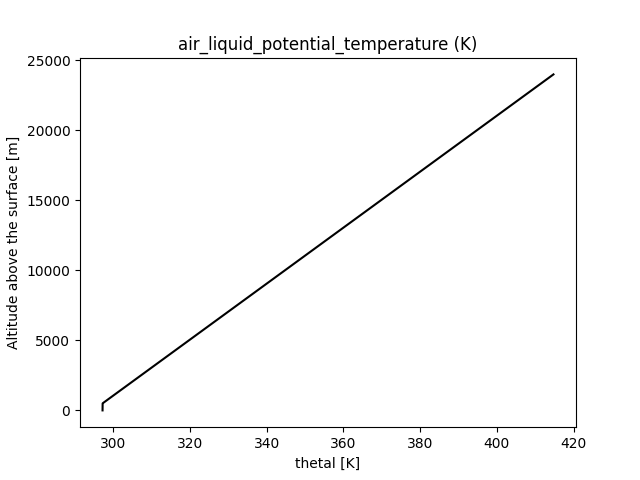 air_liquid_potential_temperature (K)
25000
20000
15000
10000
5000
0
Altitude above the surface [m]
300 320 340 360 380 400 420
thetal [K]